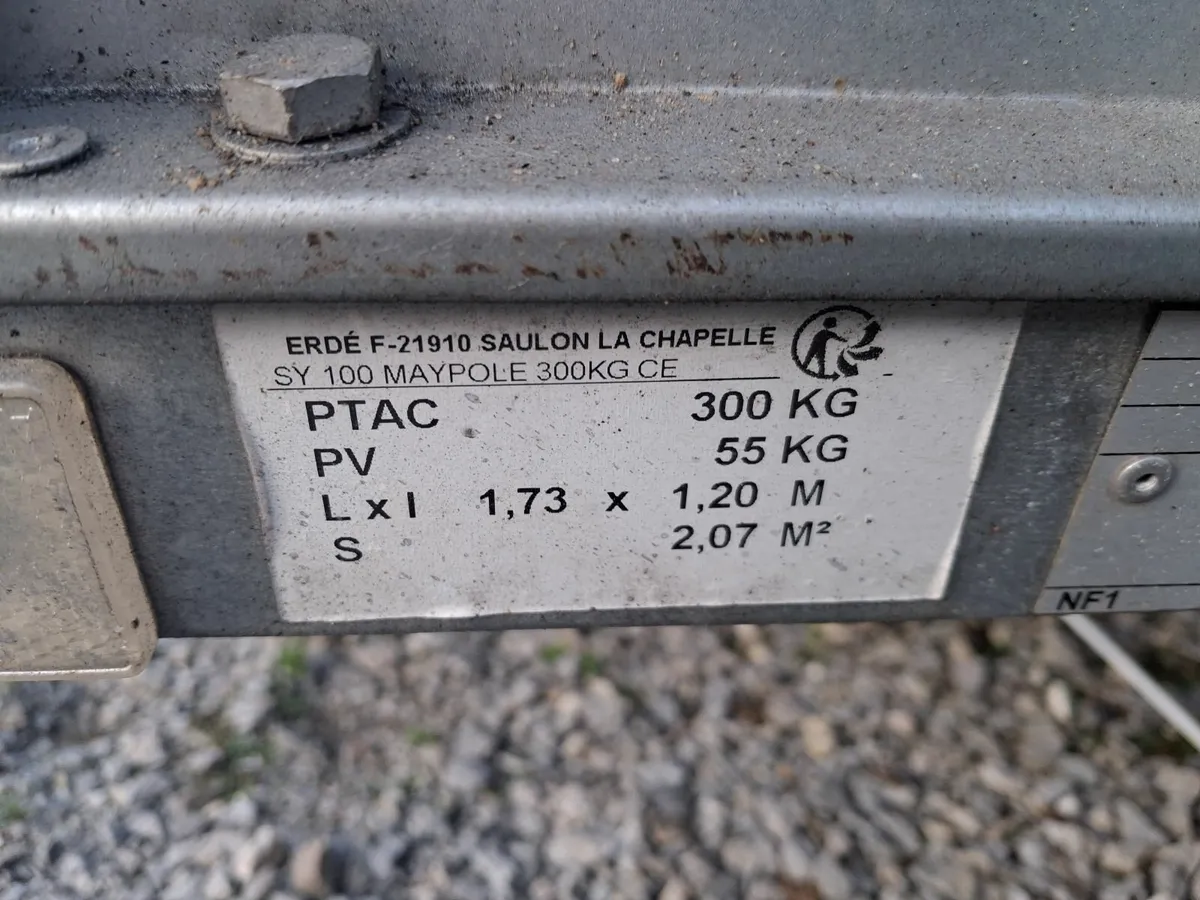 ERDÉ F-21910 SAULON LA CHAPELLE
SY 100 MAYPOLE 300KG CE
PTAC 300 KG
PV 55 KG
L x l 1,73 x 1,20 M
S 2,07 M²
NF1